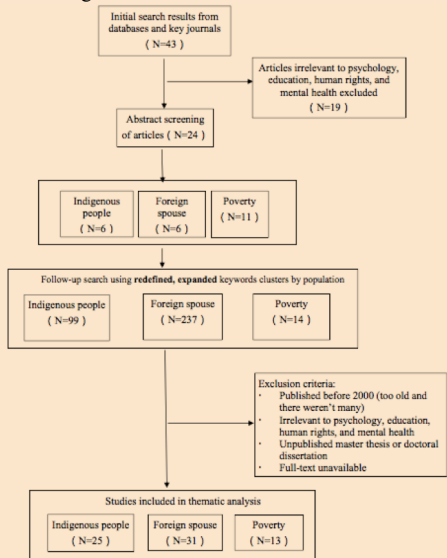 Initial search results from
databases and key journals
( N=43)
Articles irrelevant to psychology,
education, human rights, and
mental health excluded
( N=19 )
Abstract screening
of articles ( N=24)
Indigenous
people
( N=6)
Foreign
spouse
( N=6)
Poverty
( N=11 )
Follow-up search using redefined, expanded keywords clusters by population
Indigenous people
( N=99 )
Foreign spouse
( N=237 )
Poverty
( N=14 )
Exclusion criteria:
· Published before 2000 (too old and
there weren't many)
· Irrelevant to psychology, education,
human rights, and mental health
· Unpublished master thesis or doctoral
dissertation
· Full-text unavailable
Studies included in thematic analysis
Indigenous people
( N=25 )
Foreign spouse
( N=31 )
Poverty
( N=13 )